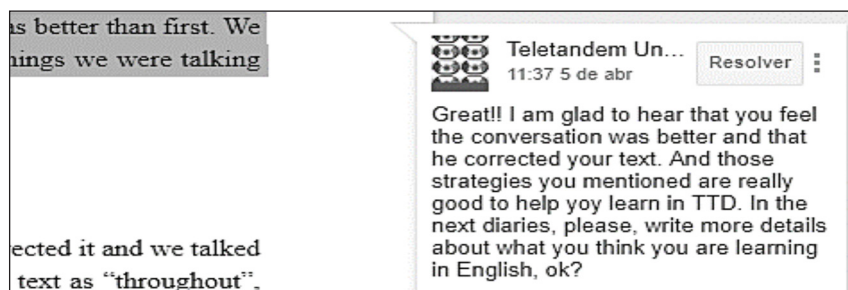 as better than first. We
hings we were talking
ected it and we talked
text as “throughout”,
Teletandem Un...
11:37 5 de abr
Resolver
Great!! I am glad to hear that you feel
the conversation was better and that
he corrected your text. And those
strategies you mentioned are really
good to help yoy learn in TTD. In the
next diaries, please, write more details
about what you think you are learning
in English, ok?